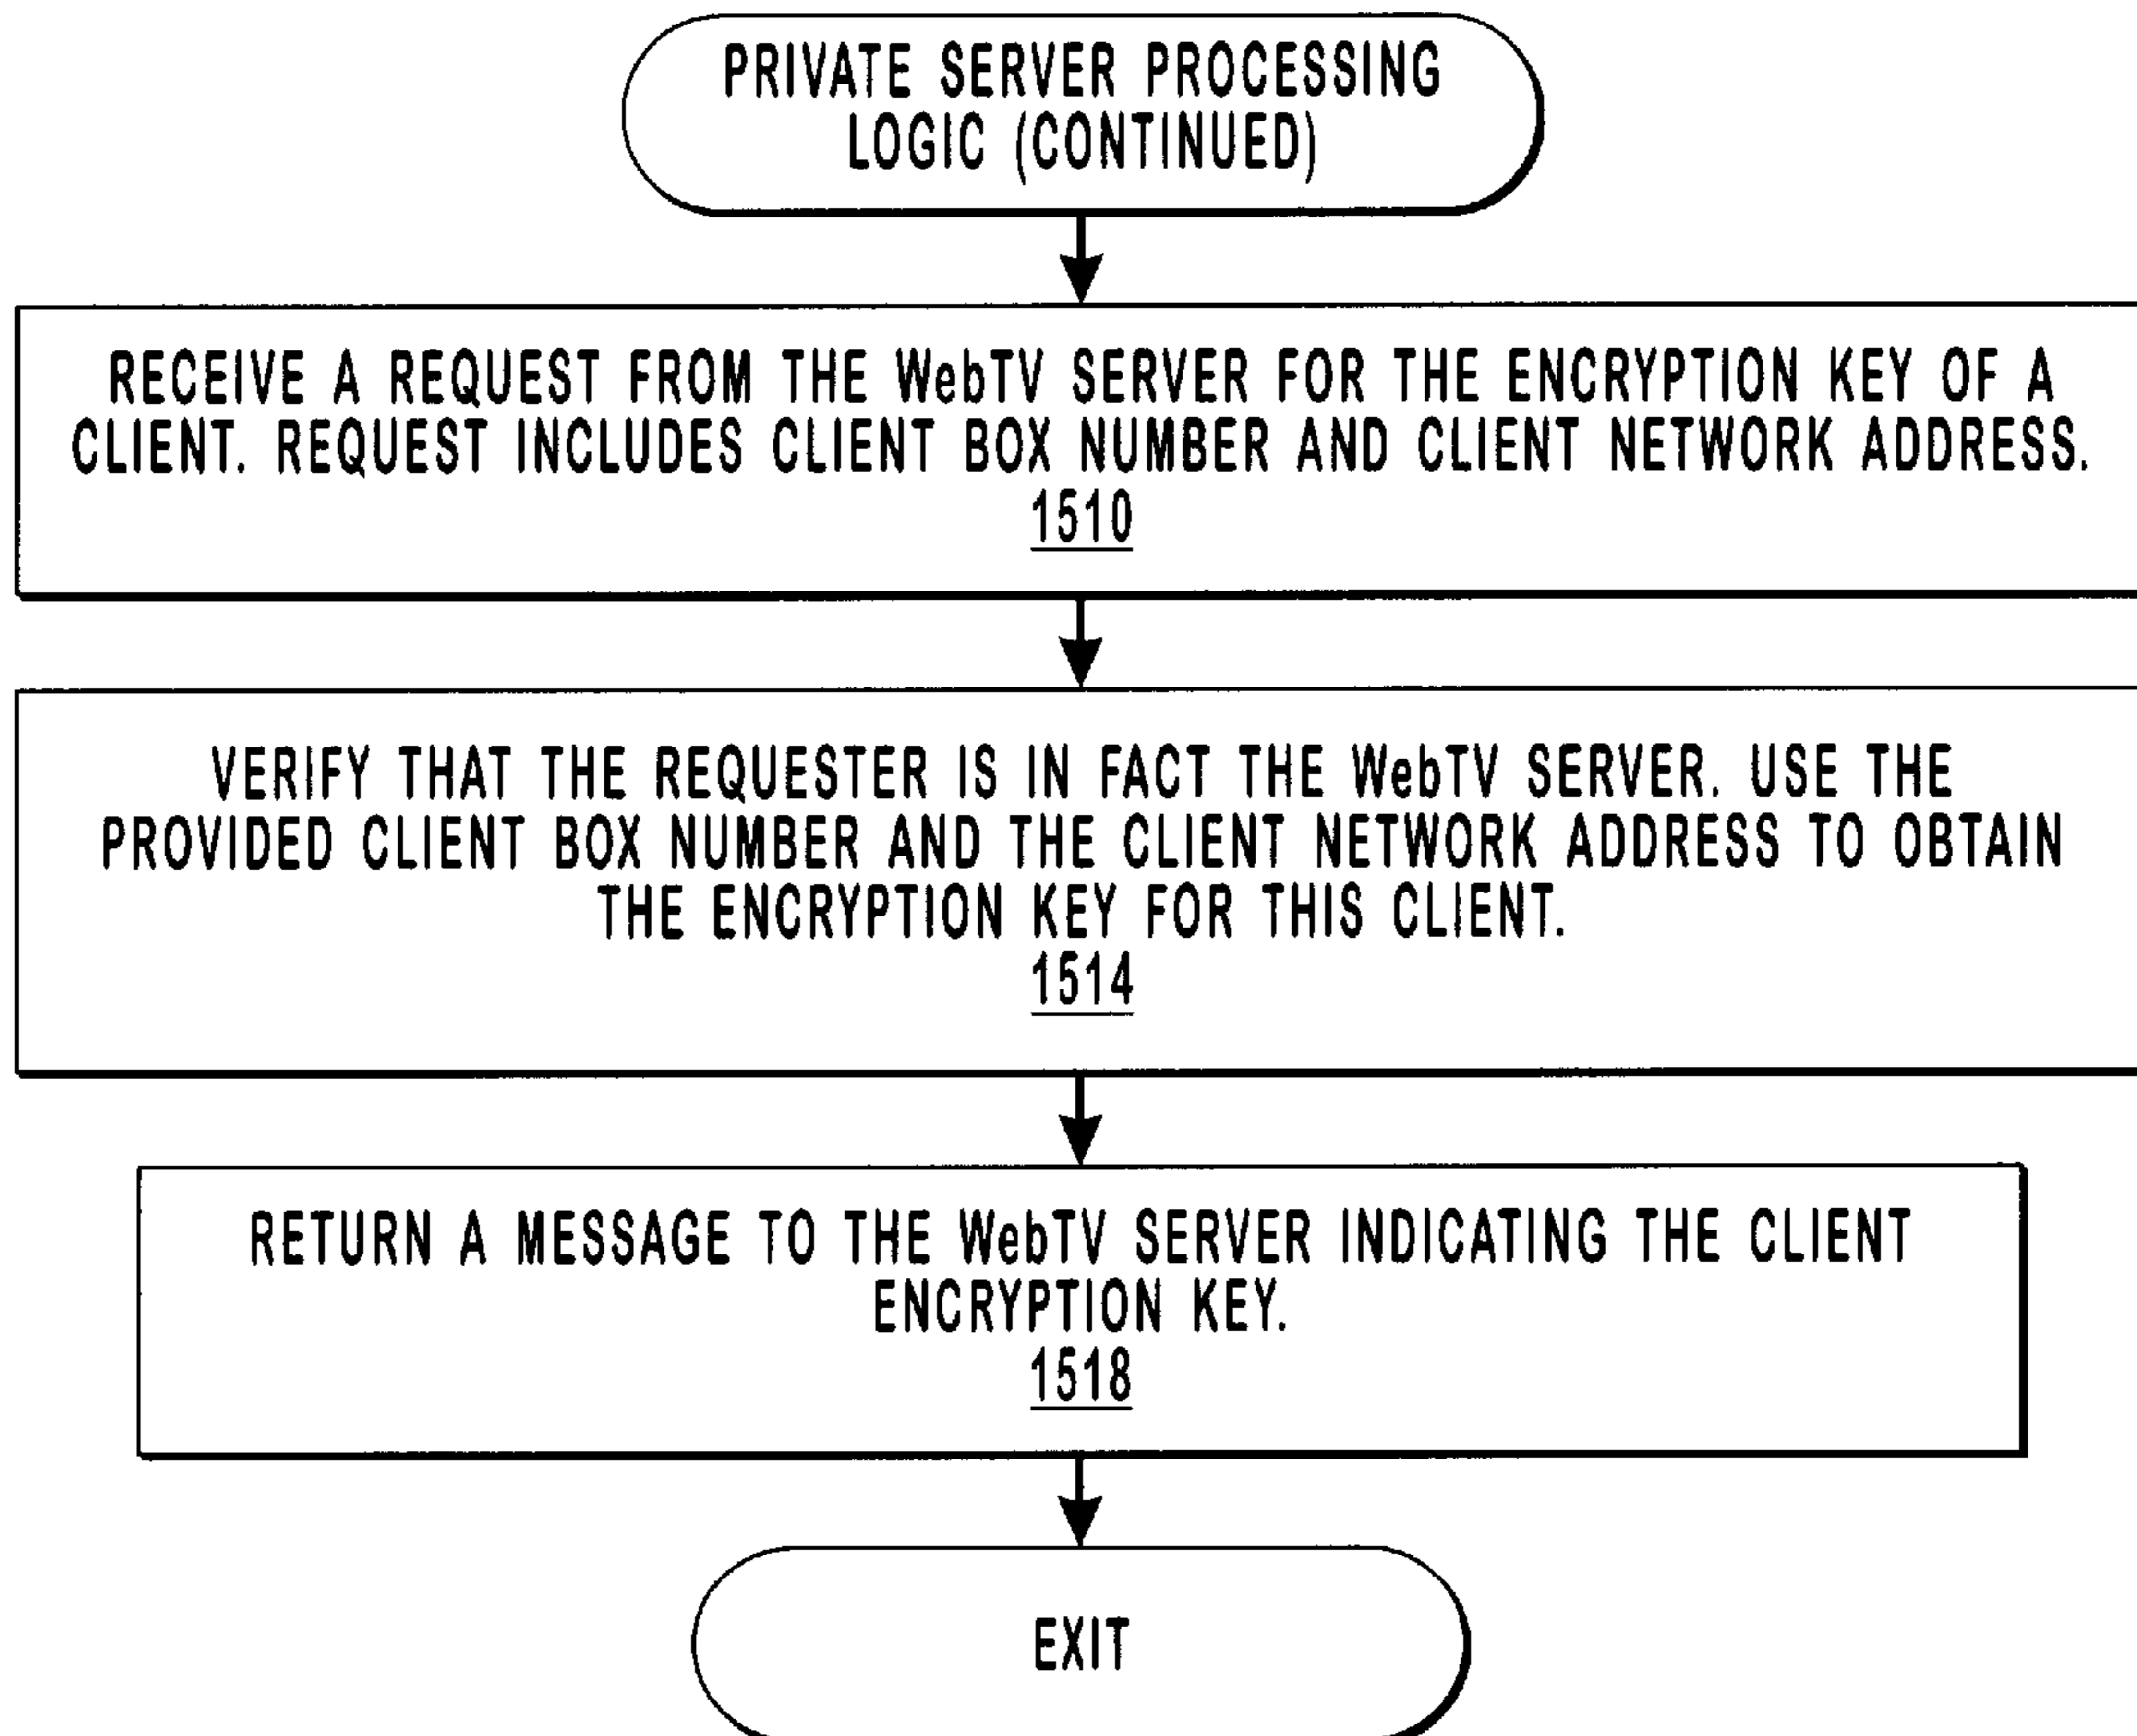 PRIVATE SERVER PROCESSING
LOGIC (CONTINUED)
RECEIVE A REQUEST FROM THE WebTV SERVER FOR THE ENCRYPTION KEY OF A
CLIENT. REQUEST INCLUDES CLIENT BOX NUMBER AND CLIENT NETWORK ADDRESS.
1510
VERIFY THAT THE REQUESTER IS IN FACT THE WebTV SERVER. USE THE
PROVIDED CLIENT BOX NUMBER AND THE CLIENT NETWORK ADDRESS TO OBTAIN
THE ENCRYPTION KEY FOR THIS CLIENT.
1514
RETURN A MESSAGE TO THE WebTV SERVER INDICATING THE CLIENT
ENCRYPTION KEY.
1518
EXIT